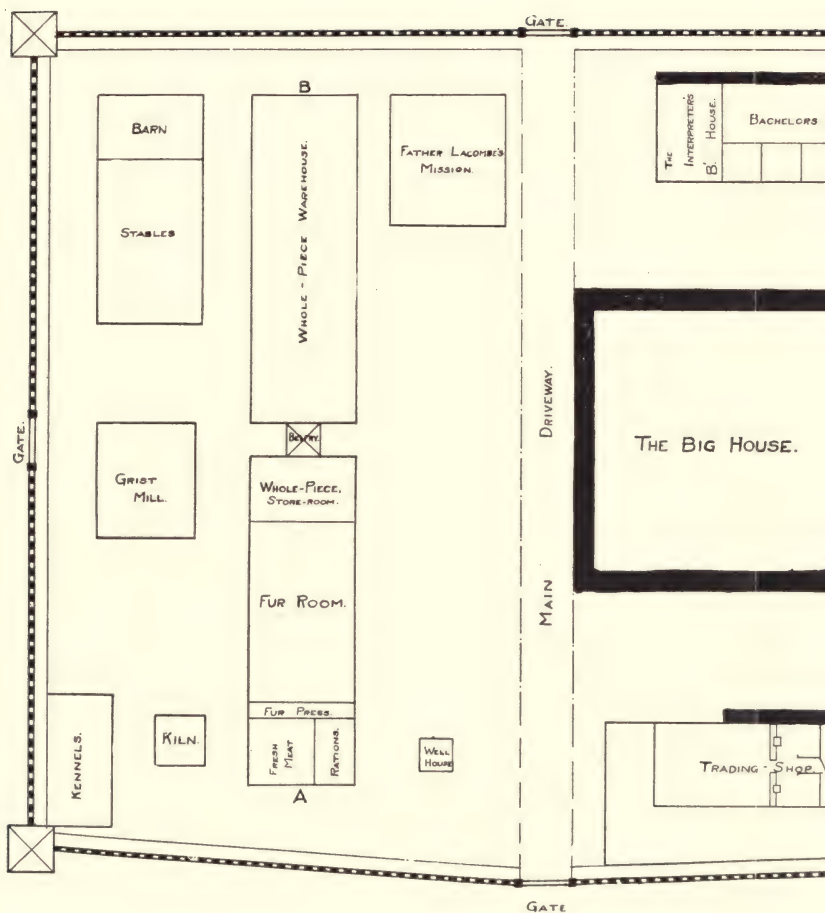 GATE.
B
BARN
STABLES
WHOLE - PIECE WAREHOUSE.
FATHER LACOMBE'S
MISSION.
THE
INTERPRETER'S
B'. HOUSE.
BACHELORS
GATE.
DRIVEWAY.
THE BIG HOUSE.
BELFRY.
GRIST
MILL.
WHOLE-PIECE.
STORE-ROOM.
FUR ROOM.
MAIN
FUR PRESS.
KENNELS.
KILN.
FRESH
MEAT
RATIONS.
WELL
HOUSE
TRADING - SHOP.
A
GATE